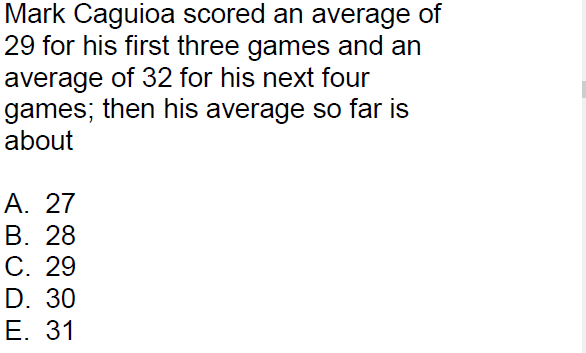 Mark Caguioa scored an average of
29 for his first three games and an
average of 32 for his next four
games; then his average so far is
about
A. 27
B. 28
C. 29
D. 30
E. 31